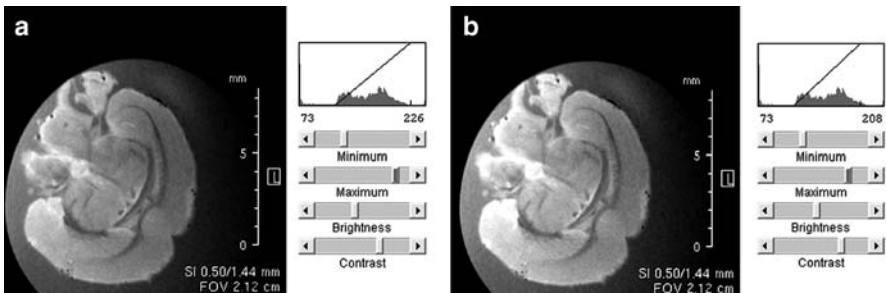 a
mm
5
0
L
SI 0.50/1.44 mm
FOV 2.12 cm
73 226
Minimum
Maximum
Brightness
Contrast
b
mm
5
0
L
SI 0.50/1.44 mm
FOV 2.12 cm
73 208
Minimum
Maximum
Brightness
Contrast